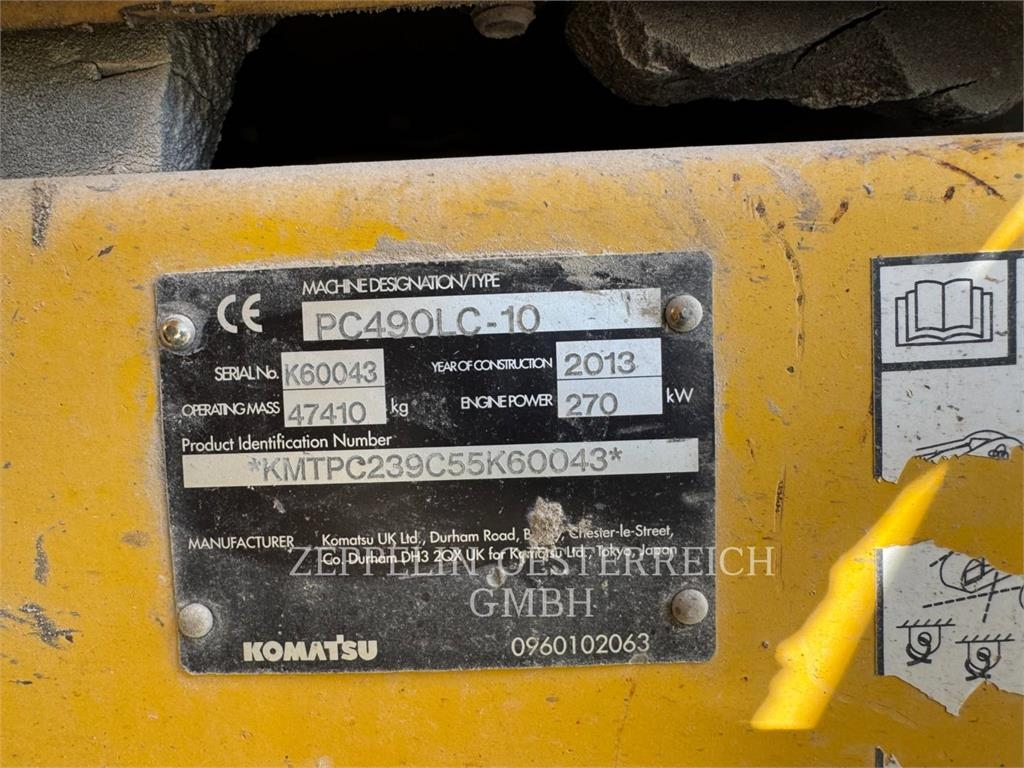 CE
MACHINE DESIGNATION/TYPE
PC490LC-10
SERIAL No. K60043 YEAR OF CONSTRUCTION 2013
OPERATING MASS 47410 kg ENGINE POWER 270 kW
Product Identification Number
*KMTPC239C55K60043*
MANUFACTURER Komatsu UK Ltd., Durham Road, Chester-le-Street,
Co. Durham DH3 2QX UK for Komatsu Ltd., Tokyo, Japan
ZEPPELIN OESTERREICH
GMBH
KOMATSU 0960102063